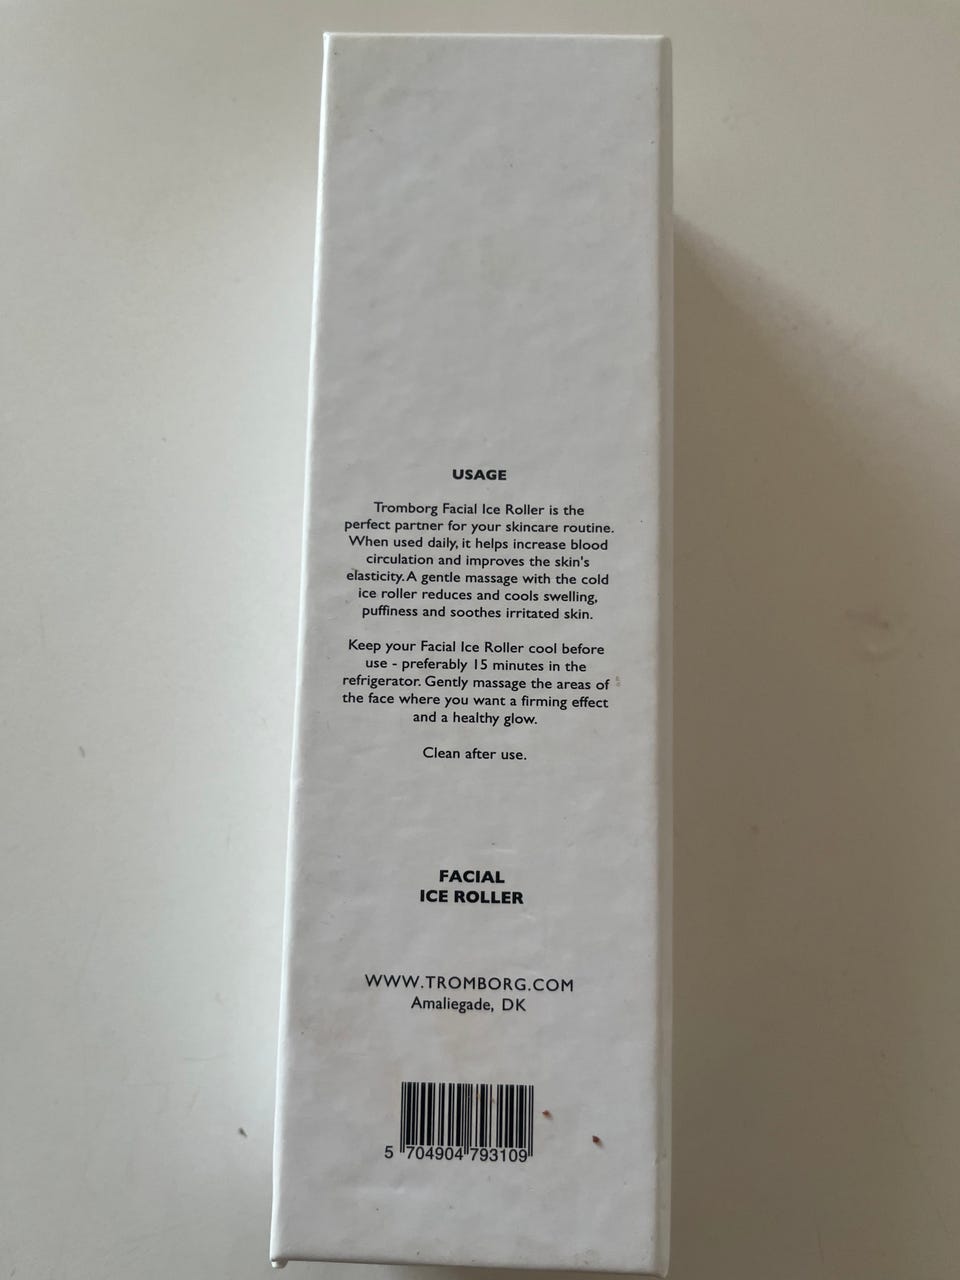 USAGE
Tromborg Facial Ice Roller is the
perfect partner for your skincare routine.
When used daily, it helps increase blood
circulation and improves the skin's
elasticity. A gentle massage with the cold
ice roller reduces and cools swelling,
puffiness and soothes irritated skin.
Keep your Facial Ice Roller cool before
use - preferably 15 minutes in the
refrigerator. Gently massage the areas of
the face where you want a firming effect
and a healthy glow.
Clean after use.
FACIAL
ICE ROLLER
WWW.TROMBORG.COM
Amaliegade, DK
5 704904 793109